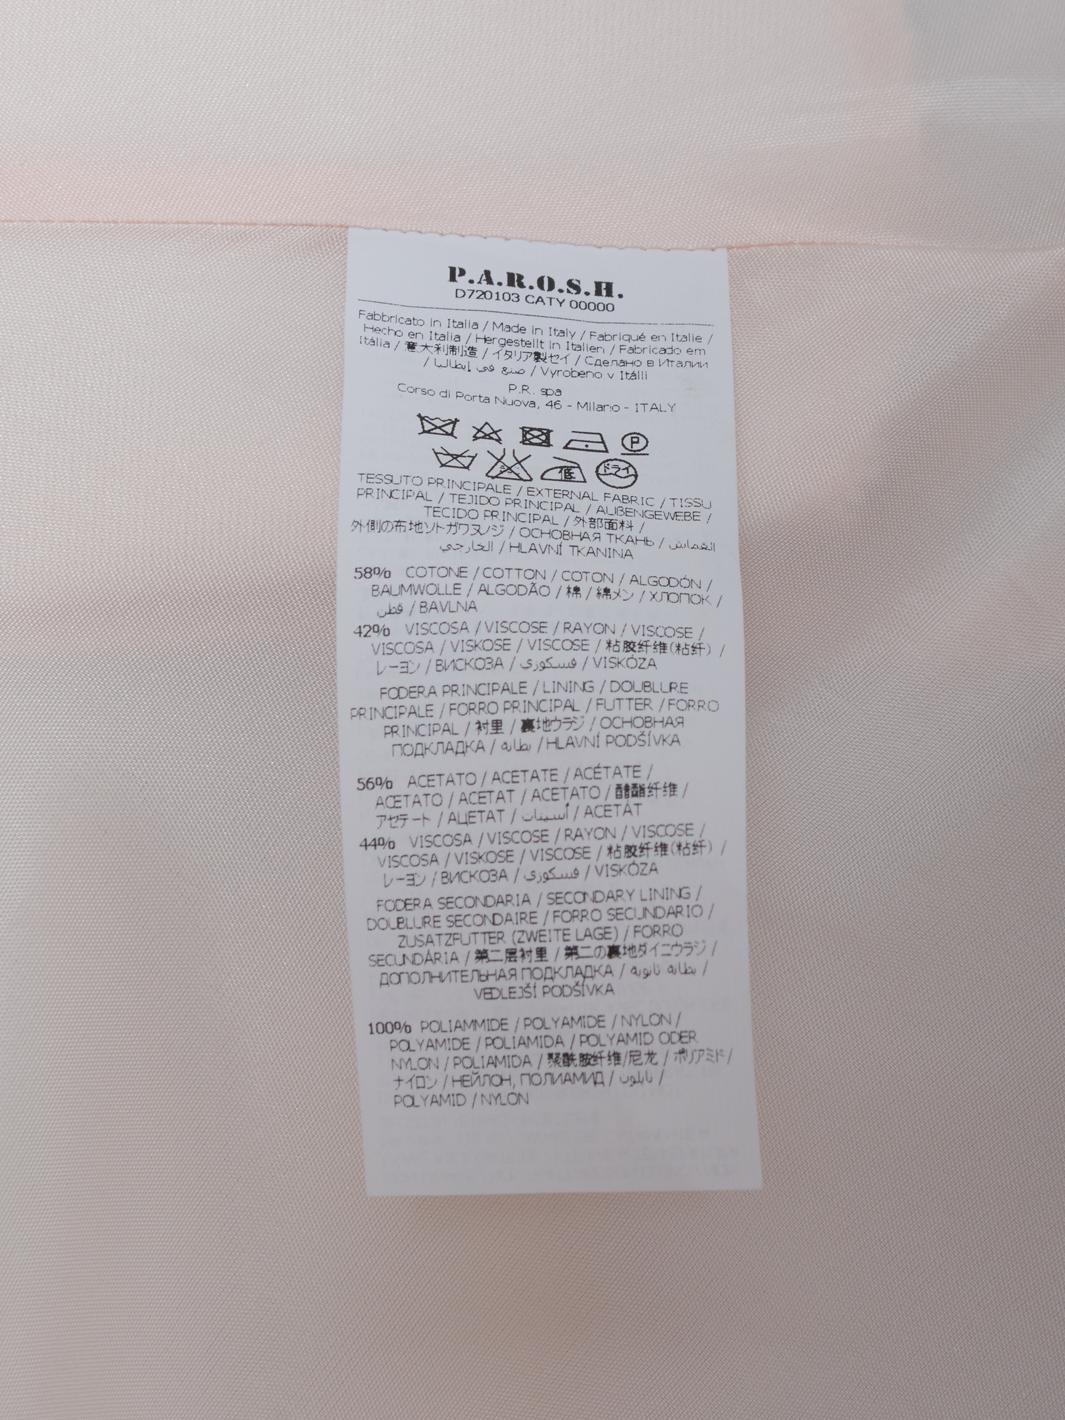 P.A.R.O.S.H.
D720103 CATY 00000
Fabbricato in Italia / Made in Italy / Fabriqué en Italie /
Hecho en Italia / Hergestellt in Italien / Fabricado em
Itália / 意大利制造 / イタリア製セイ / Сделано в Италии
/ صنع في إيطاليا / Vyrobeno v Itálli
P.R. spa
Corso di Porta Nuova, 46 - Milano - ITALY
P
低 ドライ
TESSUTO PRINCIPALE / EXTERNAL FABRIC / TISSU
PRINCIPAL / TEJIDO PRINCIPAL / AUßENGEWEBE /
TECIDO PRINCIPAL / 外部面料 /
外側の布地ソトガワヌノジ / ОСНОВНАЯ ТКАНЬ / القماش
الخارجي / HLAVNÍ TKANINA
58% COTONE / COTTON / COTON / ALGODÓN /
BAUMWOLLE / ALGODÃO / 棉 / 綿メン / ХЛОПОК /
قطن / BAVLNA
42% VISCOSA / VISCOSE / RAYON / VISCOSE /
VISCOSA / VISKOSE / VISCOSE / 粘胶纤维(粘纤) /
レーヨン / ВИСКОЗА / فسكوزي / VISKÓZA
FODERA PRINCIPALE / LINING / DOUBLURE
PRINCIPALE / FORRO PRINCIPAL / FUTTER / FORRO
PRINCIPAL / 衬里 / 裏地ウラジ / ОСНОВНАЯ
ПОДКЛАДКА / بطانة / HLAVNÍ PODŠÍVKA
56% ACETATO / ACETATE / ACÉTATE /
ACETATO / ACETAT / ACETATO / 醋酯纤维 /
アセテート / АЦЕТАТ / أسيتات / ACETÁT
44% VISCOSA / VISCOSE / RAYON / VISCOSE /
VISCOSA / VISKOSE / VISCOSE / 粘胶纤维(粘纤) /
レーヨン / ВИСКОЗА / فسكوزي / VISKÓZA
FODERA SECONDARIA / SECONDARY LINING /
DOUBLURE SECONDAIRE / FORRO SECUNDARIO /
ZUSATZFUTTER (ZWEITE LAGE) / FORRO
SECUNDÁRIA / 第二层衬里 / 第二の裏地ダイニウラジ /
ДОПОЛНИТЕЛЬНАЯ ПОДКЛАДКА / بطانة ثانوية /
VEDLEJŠÍ PODŠÍVKA
100% POLIAMMIDE / POLYAMIDE / NYLON /
POLYAMIDE / POLIAMIDA / POLYAMID ODER
NYLON / POLIAMIDA / 聚酰胺纤维/尼龙 / ポリアミド/
ナイロン / НЕЙЛОН, ПОЛИАМИД / نايلون /
POLYAMID / NYLON